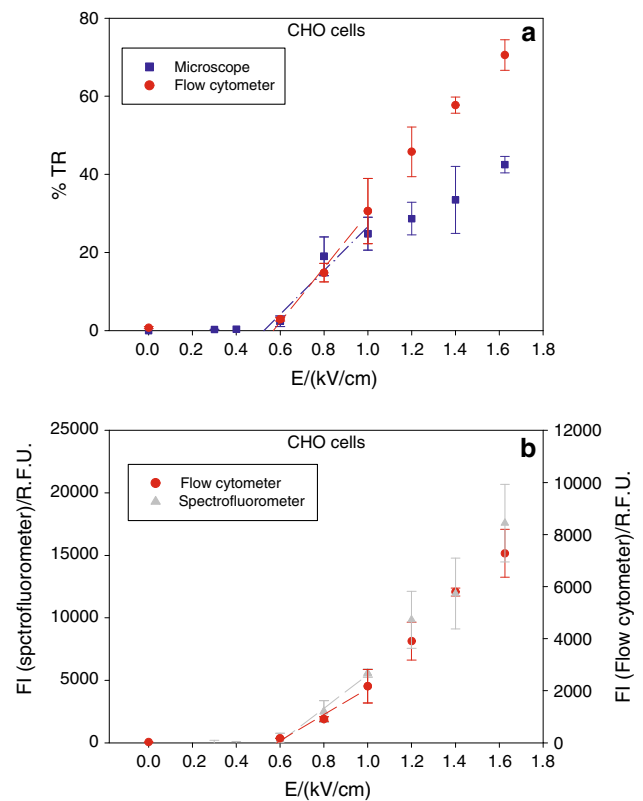 CHO cells
a
Microscope
Flow cytometer
80
60
40
20
0
% TR
0.0 0.2 0.4 0.6 0.8 1.0 1.2 1.4 1.6 1.8
E/(kV/cm)
CHO cells
b
Flow cytometer
Spectrofluorometer
25000
20000
15000
10000
5000
0
FI (spctrofluorometer)/R.F.U.
12000
10000
8000
6000
4000
2000
0
FI (Flow cytometer)/R.F.U.
0.0 0.2 0.4 0.6 0.8 1.0 1.2 1.4 1.6 1.8
E/(kV/cm)